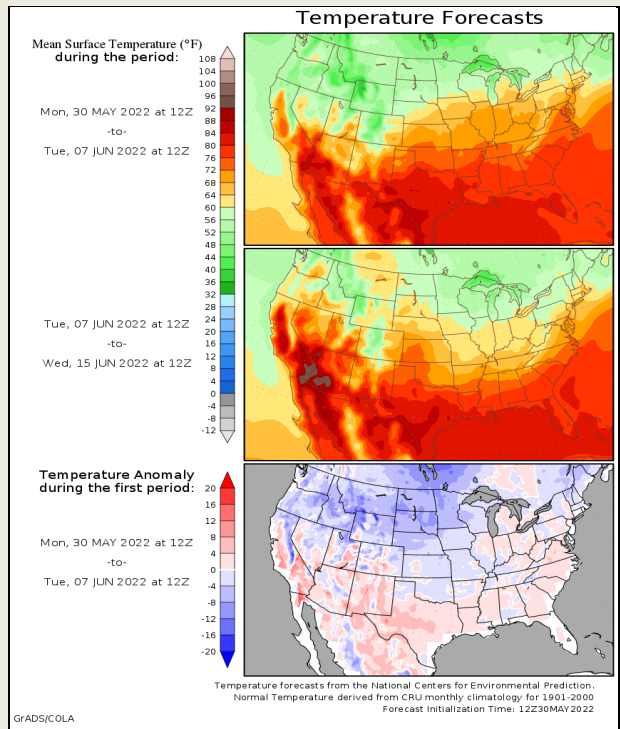 Temperature Forecasts
Mean Surface Temperature (°F)
during the period:
108
104
100
96
92
88
84
80
76
72
68
64
60
56
52
48
44
40
36
32
28
24
20
16
12
8
4
0
-4
-8
-12
Mon, 30 MAY 2022 at 12Z
-to-
Tue, 07 JUN 2022 at 12Z
Tue, 07 JUN 2022 at 12Z
-to-
Wed, 15 JUN 2022 at 12Z
Temperature Anomaly
during the first period:
20
16
12
8
4
0
-4
-8
-12
-16
-20
Mon, 30 MAY 2022 at 12Z
-to-
Tue, 07 JUN 2022 at 12Z
Temperature forecasts from the National Centers for Environmental Prediction.
Normal Temperature derived from CRU monthly climatology for 1901-2000
Forecast Initialization Time: 12Z30MAY2022
GrADS/COLA